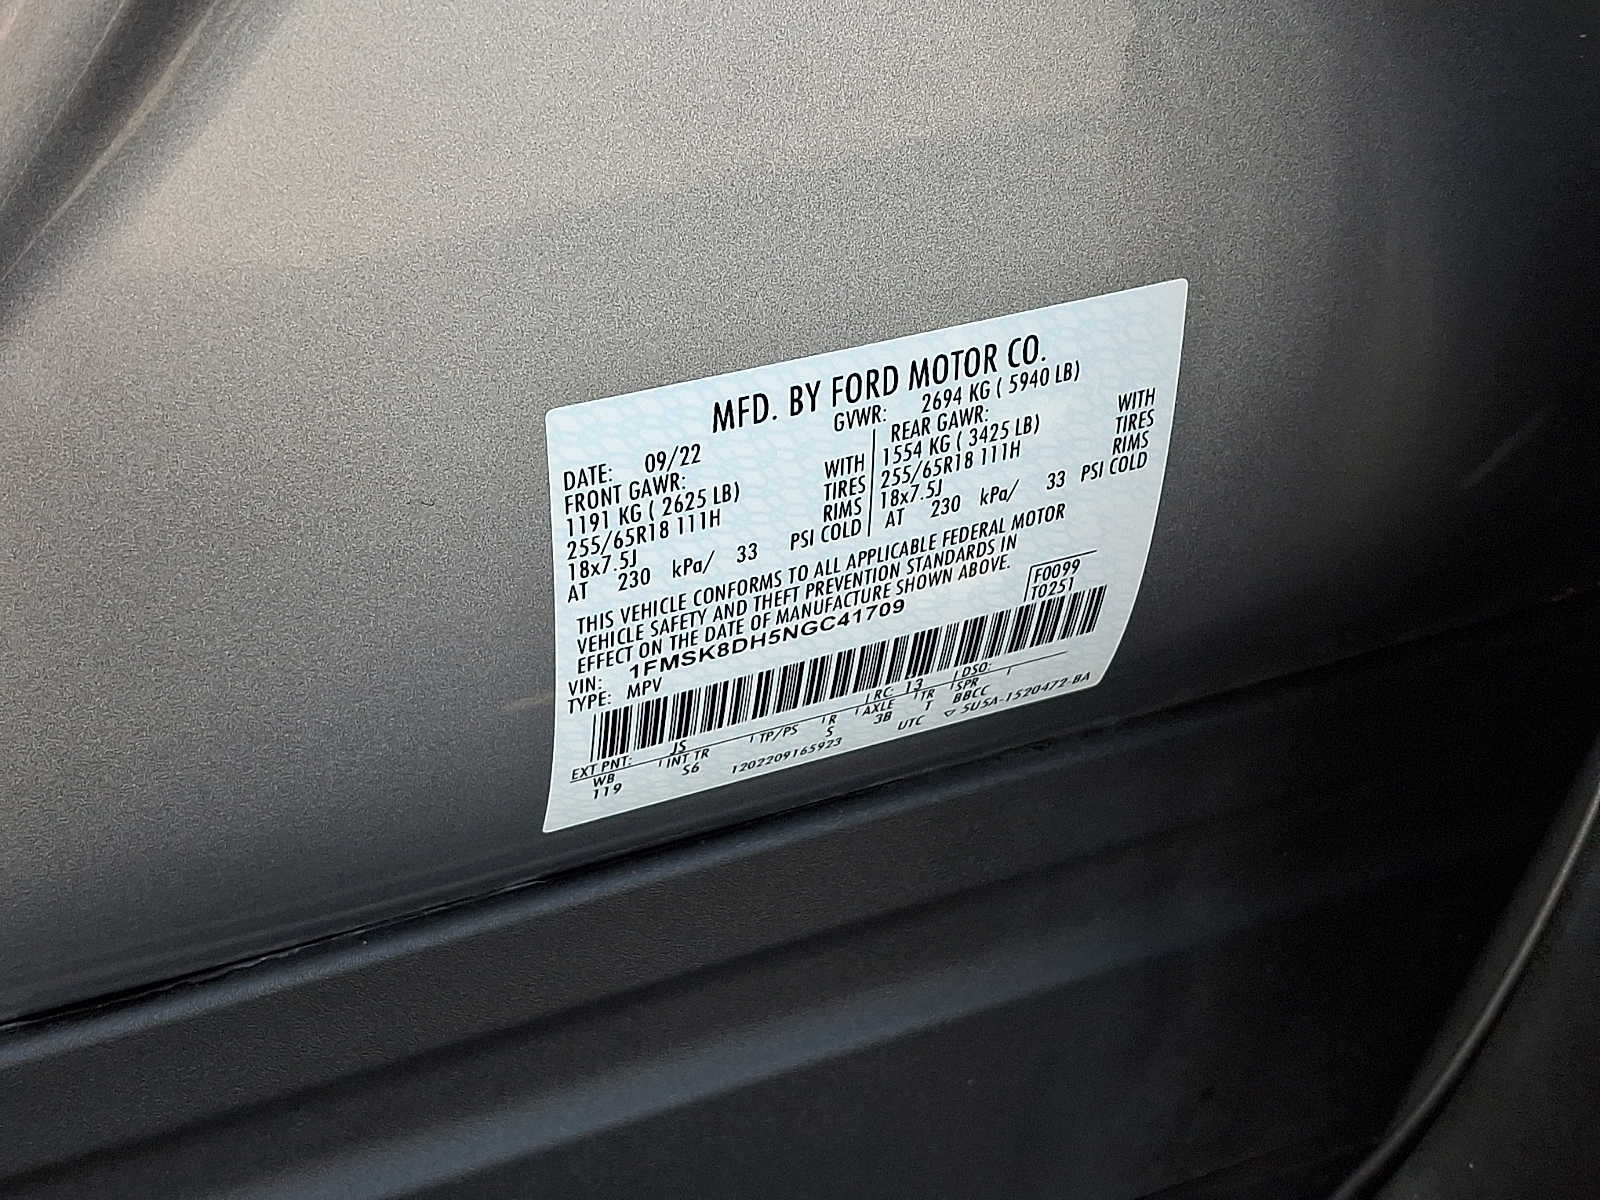 MFD. BY FORD MOTOR CO.
DATE: 09/22 GVWR: 2694 KG ( 5940 LB)
FRONT GAWR: REAR GAWR:
1191 KG ( 2625 LB) WITH 1554 KG ( 3425 LB) WITH
255/65R18 111H TIRES 255/65R18 111H TIRES
18x7.5J RIMS 18x7.5J RIMS
AT 230 kPa/ 33 PSI COLD AT 230 kPa/ 33 PSI COLD
THIS VEHICLE CONFORMS TO ALL APPLICABLE FEDERAL MOTOR
VEHICLE SAFETY AND THEFT PREVENTION STANDARDS IN
EFFECT ON THE DATE OF MANUFACTURE SHOWN ABOVE.
VIN: 1FMSK8DH5NGC41709 F0099
TYPE: MPV T0251
EXT PNT: JS RC: 13 DSO:
WB INT TR TP/PS R AXLE TR SPR
119 S6 S 3B T BBCC
1202209165923 UTC ▽ 5U5A-1520472-BA